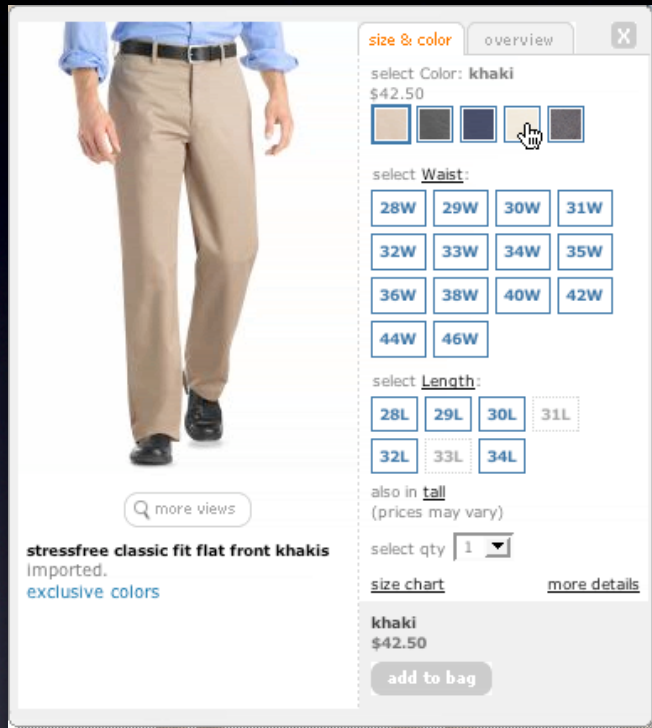 size & color
overview
X
select Color: khaki
$42.50
select Waist:
28W 29W 30W 31W
32W 33W 34W 35W
36W 38W 40W 42W
44W 46W
select Length:
28L 29L 30L 31L
32L 33L 34L
also in tall
(prices may vary)
select qty 1
size chart more details
khaki
$42.50
add to bag
more views
stressfree classic fit flat front khakis
imported.
exclusive colors